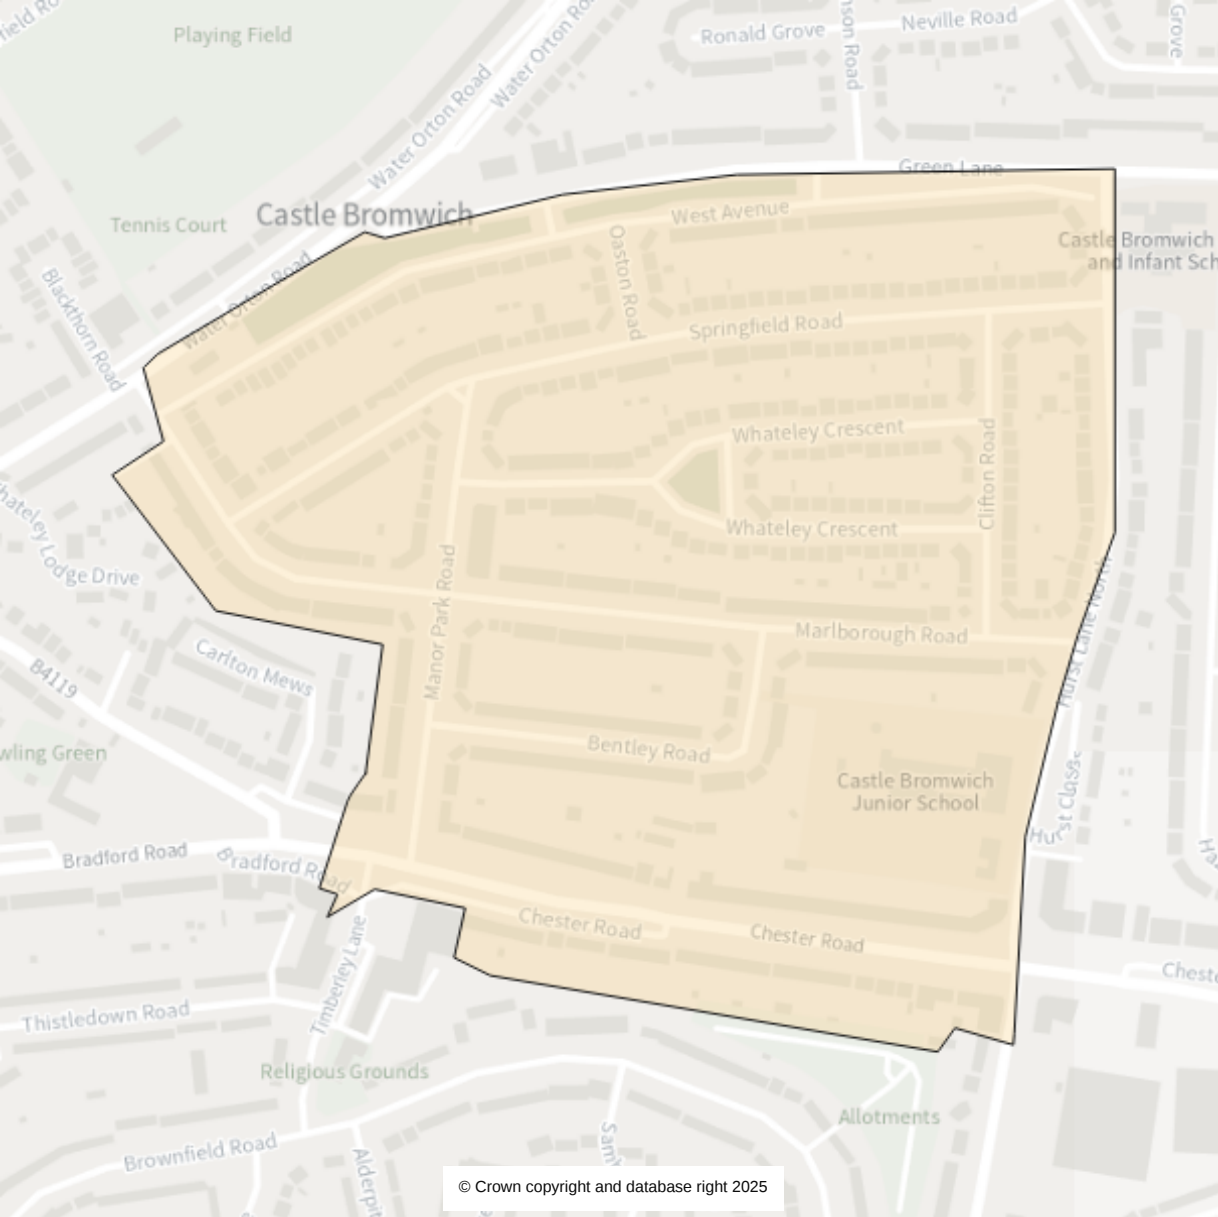 Playing Field
Water Orton Road
Water Orton
Ronald Grove
Neville Road
Grove
Road
Green Lane
Castle Bromwich
Tennis Court
West Avenue
Oaston Road
Castle Bromwich
and Infant Sch
Blackthorn Road
Water Orton Road
Springfield Road
Whateley Crescent
Clifton Road
Whateley Crescent
Lodge Drive
Manor Park Road
Marlborough Road
Hurst Lane North
Carlton Mews
B4119
Bentley Road
wling Green
Castle Bromwich
Junior School
Bradford Road
Bradford Road
Chester Road
Chester Road
Timberley Lane
Thistledown Road
Religious Grounds
Allotments
Brownfield Road
© Crown copyright and database right 2025